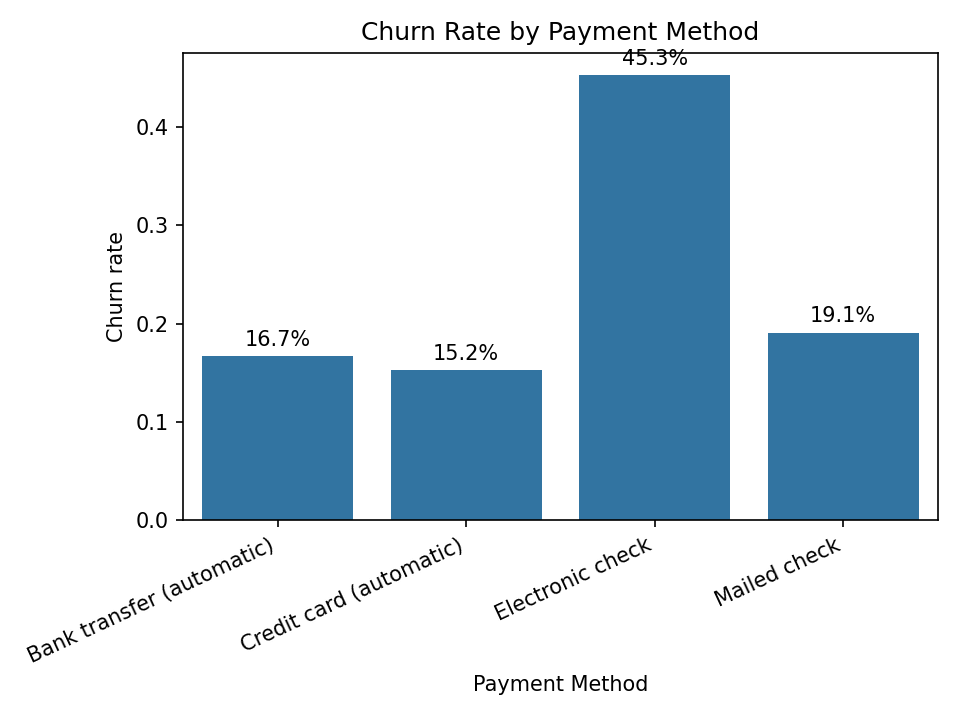 Churn Rate by Payment Method
45.3%
0.4
0.3
Churn rate
0.2
19.1%
16.7%
15.2%
0.1
0.0
Bank transfer (automatic)
Credit card (automatic)
Electronic check
Mailed check
Payment Method